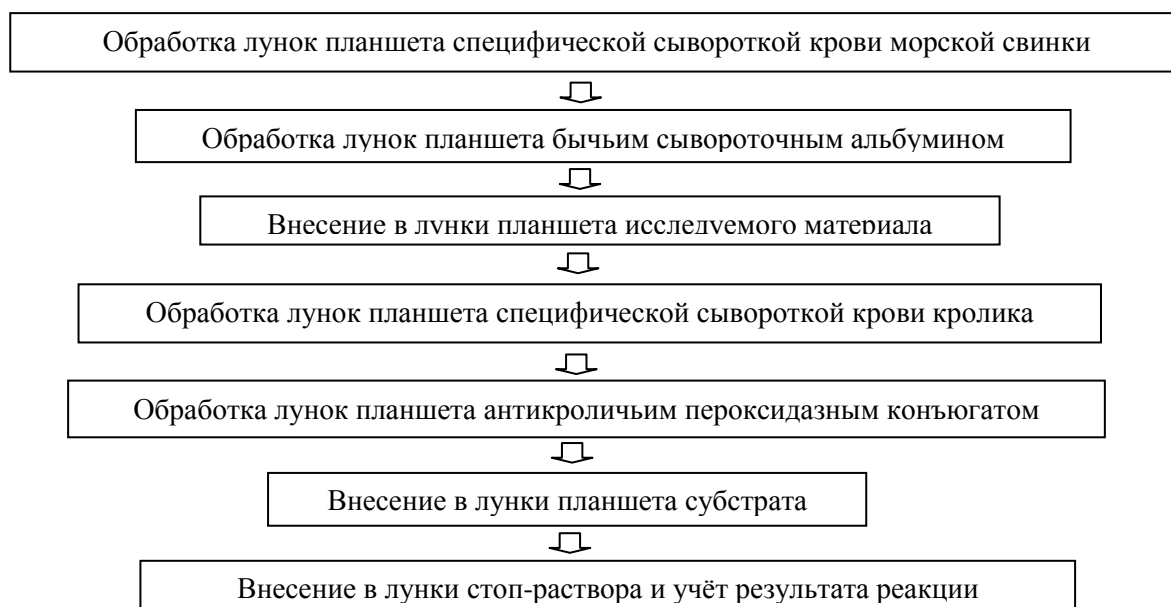 Обработка лунок планшета специфической сывороткой крови морской свинки
Обработка лунок планшета бычьим сывороточным альбумином
Внесение в лунки планшета исследуемого материала
Обработка лунок планшета специфической сывороткой крови кролика
Обработка лунок планшета антикроличьим пероксидазным конъюгатом
Внесение в лунки планшета субстрата
Внесение в лунки стоп-раствора и учёт результата реакции